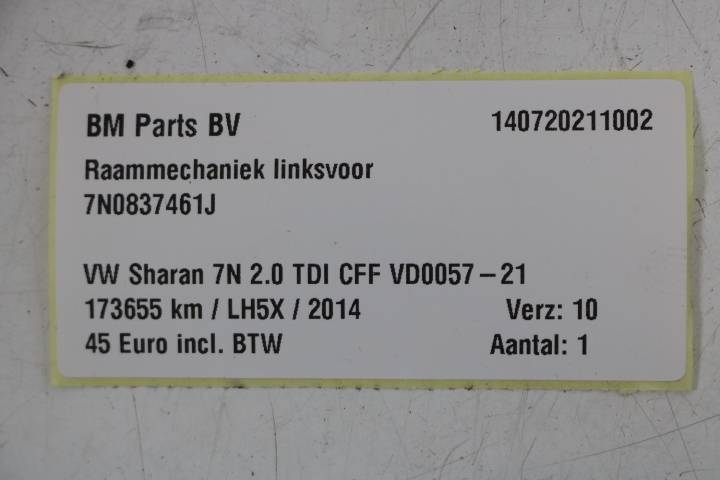 BM Parts BV 140720211002
Raammechaniek linksvoor
7N0837461J
VW Sharan 7N 2.0 TDI CFF VD0057-21
173655 km / LH5X / 2014 Verz: 10
45 Euro incl. BTW Aantal: 1